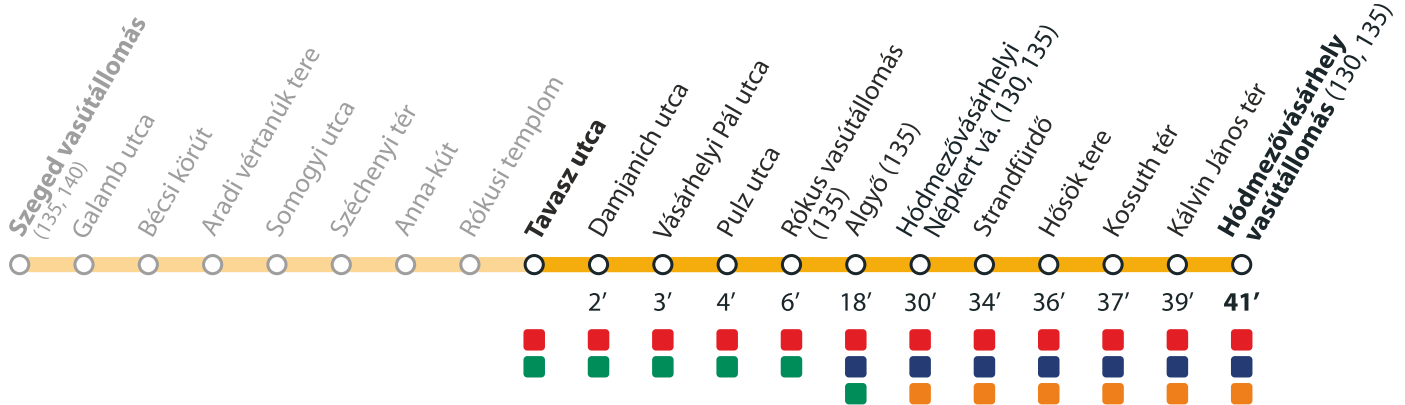 Szeged vasútállomás
(135, 140)
Galamb utca
Bécsi körút
Aradi vértanúk tere
Somogyi utca
Széchenyi tér
Anna-kút
Rókusi templom
Tavasz utca
Damjanich utca
Vásárhelyi Pál utca
Pulz utca
Rókus vasútállomás
(135)
Algyő (135)
Hódmezővásárhelyi
Népkert vá. (130, 135)
Strandfürdő
Hősök tere
Kossuth tér
Kálvin János tér
Hódmezővásárhely
vasútállomás (130, 135)
2’ 3’ 4’ 6’ 18’ 30’ 34’ 36’ 37’ 39’ 41’